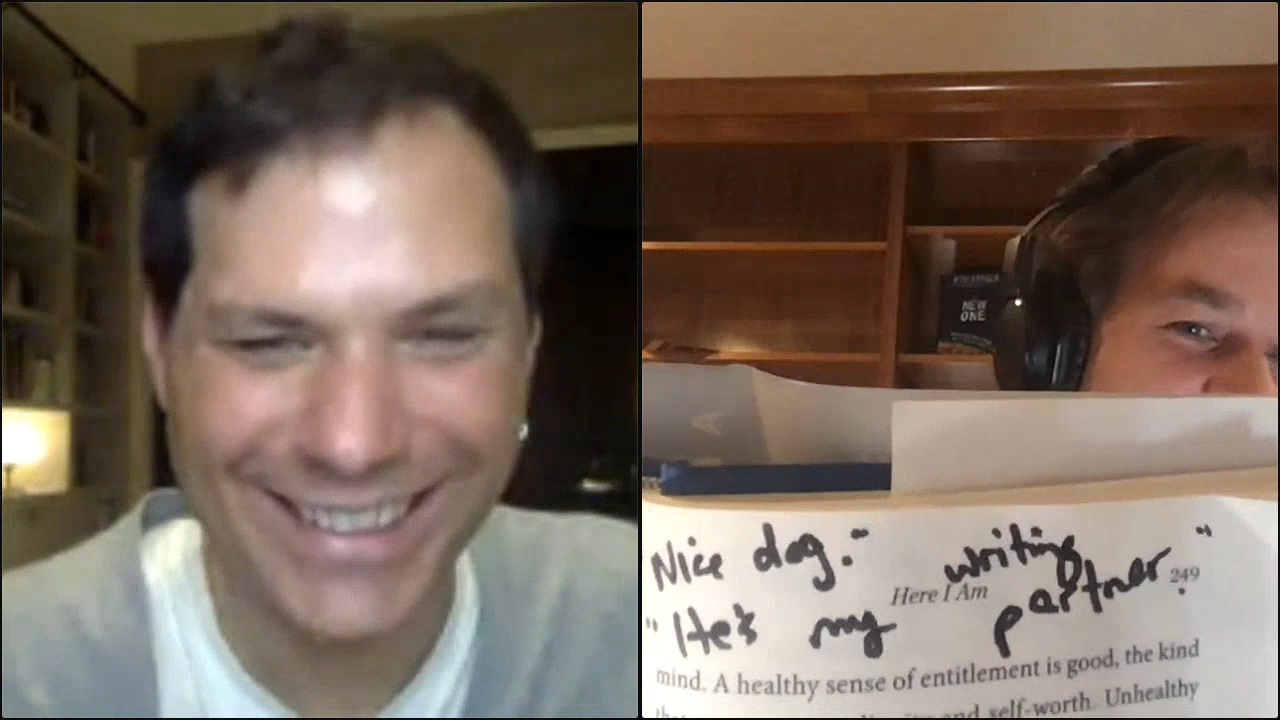 NEW
ONE
Nice dog." writing
Here I Am 249
"He's my partner."
mind. A healthy sense of entitlement is good, the kind
and self-worth. Unhealthy